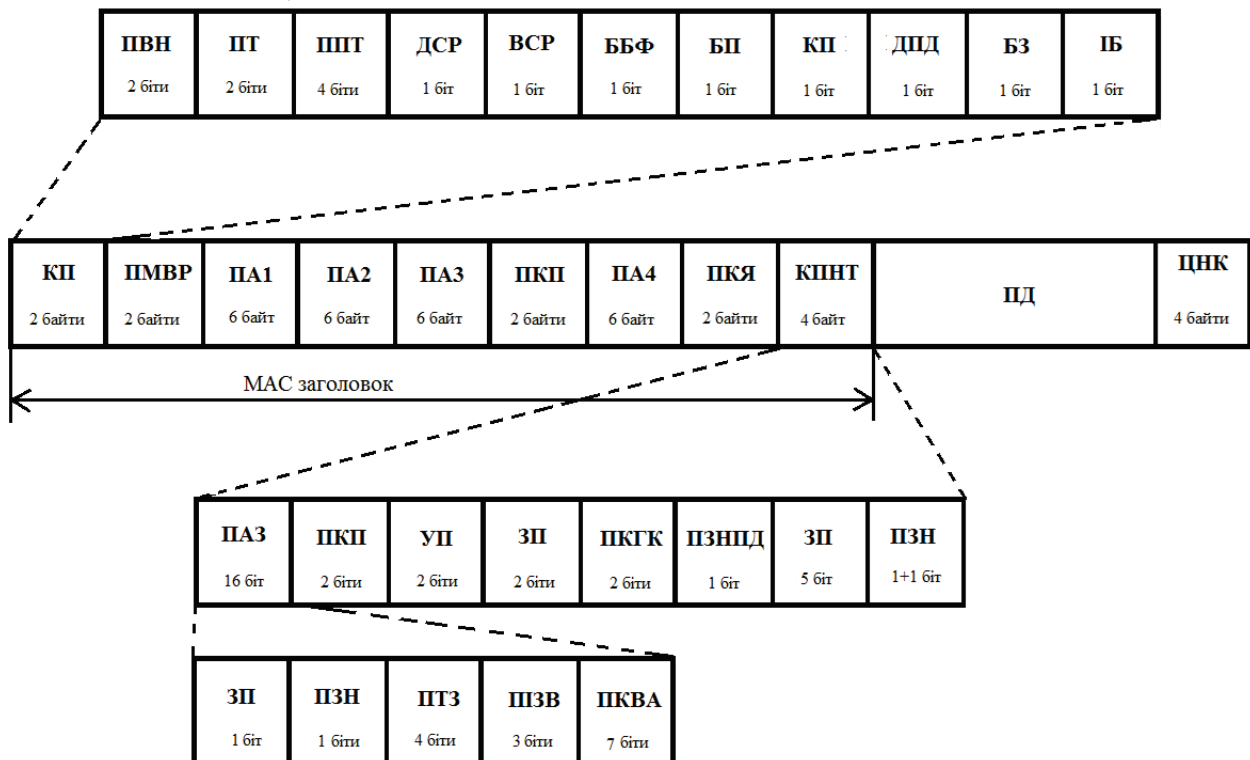 ПВН ПТ ППТ ДСР ВСР ББФ БП КП ДПД БЗ ІБ
2 біти 2 біти 4 біти 1 біт 1 біт 1 біт 1 біт 1 біт 1 біт 1 біт 1 біт
КП ПМВР ПА1 ПА2 ПА3 ПКП ПА4 ПКЯ КПНТ ПД ЦНК
2 байти 2 байти 6 байт 6 байт 6 байт 2 байти 6 байт 2 байти 4 байт 4 байти
МАС заголовок
ПАЗ ПКП УП ЗП ПКГК ПЗНПД ЗП ПЗН
16 біт 2 біти 2 біти 2 біти 2 біти 1 біт 5 біт 1+1 біт
ЗП ПЗН ПТЗ ПІЗВ ПКВА
1 біт 1 біти 4 біти 3 біти 7 біти